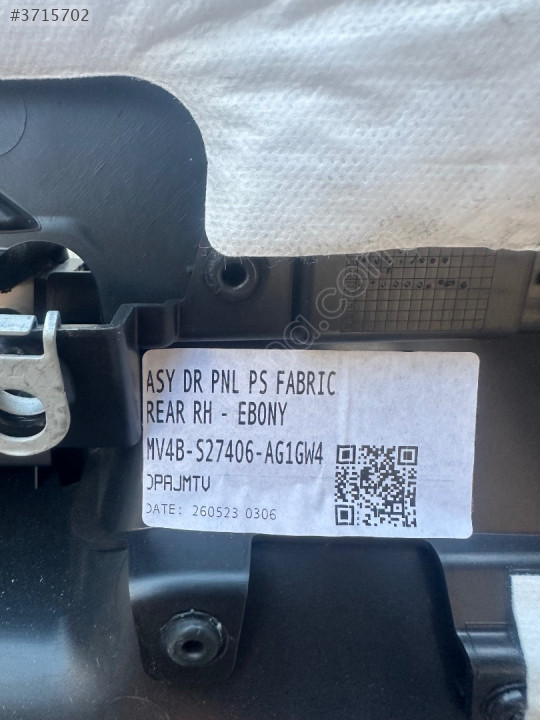 #3715702
ASY DR PNL PS FABRIC
REAR RH - EBONY
MV4B-S27406-AG1GW4
DPAJMTV
DATE: 260523 0306